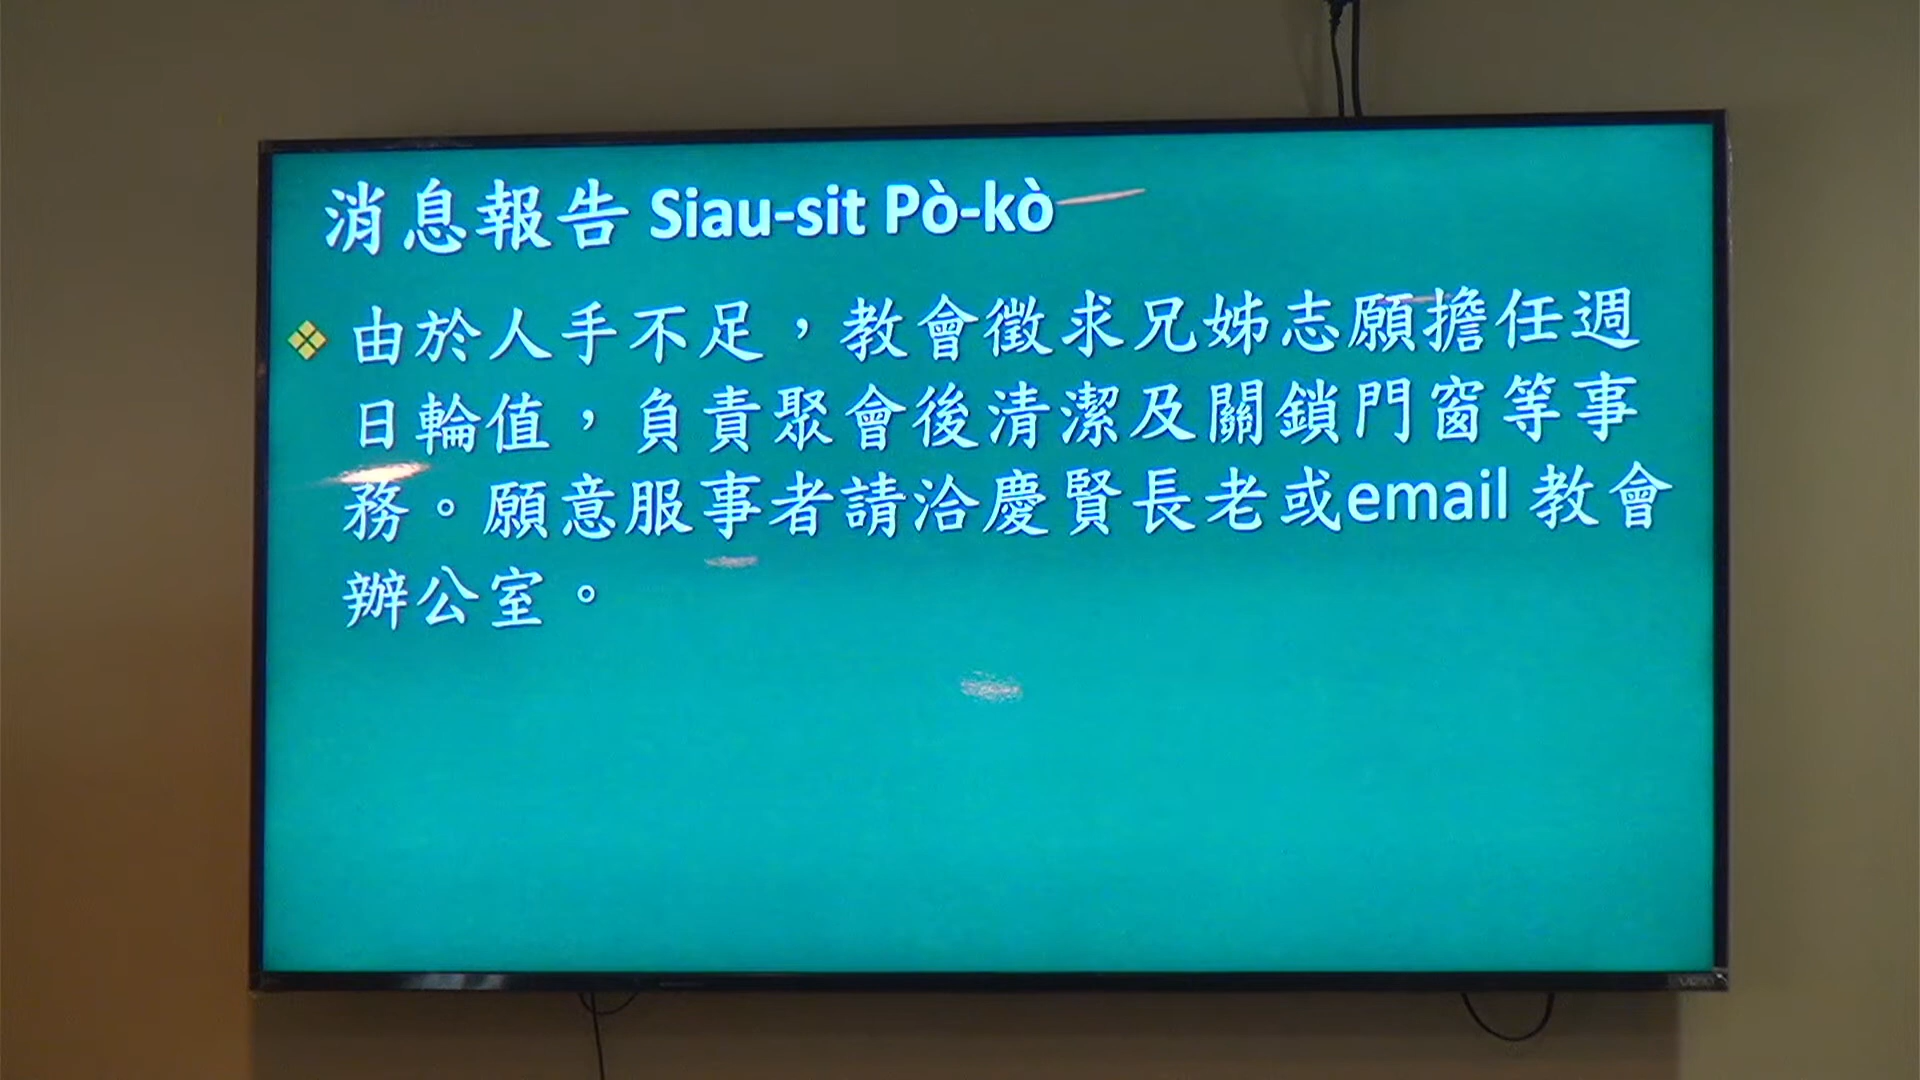 消息報告 Siau-sit Pò-kò
由於人手不足，教會徵求兄姊志願擔任週
日輪值，負責聚會後清潔及關鎖門窗等事
務。願意服事者請洽慶賢長老或email 教會
辦公室。